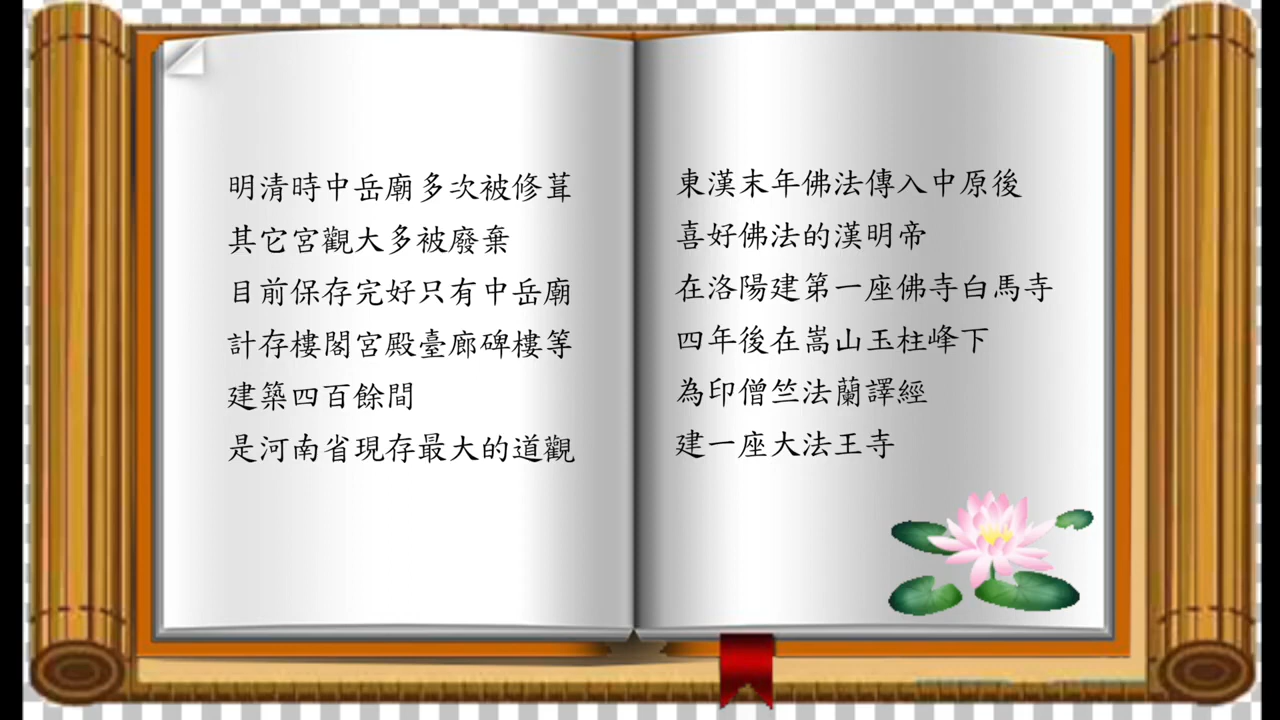 明清時中岳廟多次被修葺
其它宮觀大多被廢棄
目前保存完好只有中岳廟
計存樓閣宮殿臺廊碑樓等
建築四百餘間
是河南省現存最大的道觀
東漢末年佛法傳入中原後
喜好佛法的漢明帝
在洛陽建第一座佛寺白馬寺
四年後在嵩山玉柱峰下
為印僧竺法蘭譯經
建一座大法王寺